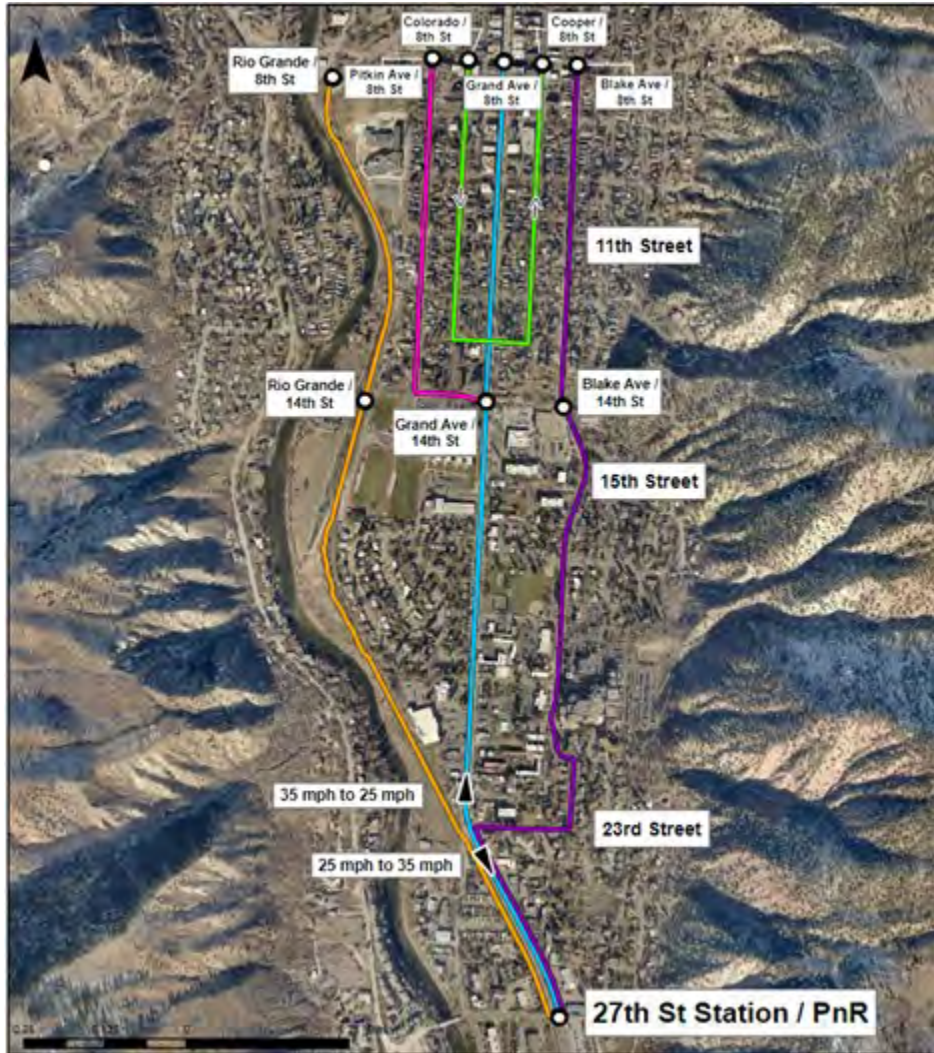 Colorado /
8th St
Cooper /
8th St
Rio Grande /
8th St
Pitkin Ave /
8th St
Grand Ave /
8th St
Blake Ave /
8th St
11th Street
Rio Grande /
14th St
Blake Ave /
14th St
Grand Ave /
14th St
15th Street
35 mph to 25 mph
23rd Street
25 mph to 35 mph
27th St Station / PnR
0